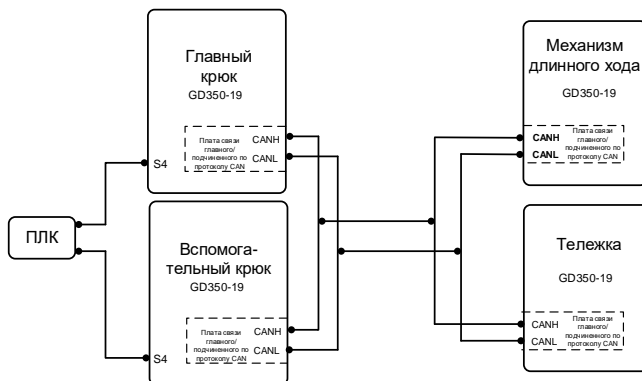 Главный
крюк
GD350-19
Плата связи
главного/
подчиненного по
протоколу CAN
CANH
CANL
S4
Механизм
длинного хода
GD350-19
CANH
CANL
Плата связи
главного/
подчиненного по
протоколу CAN
ПЛК
Вспомога-
тельный крюк
GD350-19
Плата связи
главного/
подчиненного по
протоколу CAN
CANH
CANL
S4
Тележка
GD350-19
CANH
CANL
Плата связи
главного/
подчиненного по
протоколу CAN